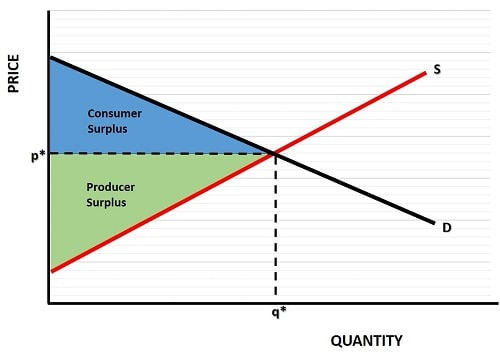 PRICE
S
Consumer
Surplus
p*
Producer
Surplus
D
q*
QUANTITY